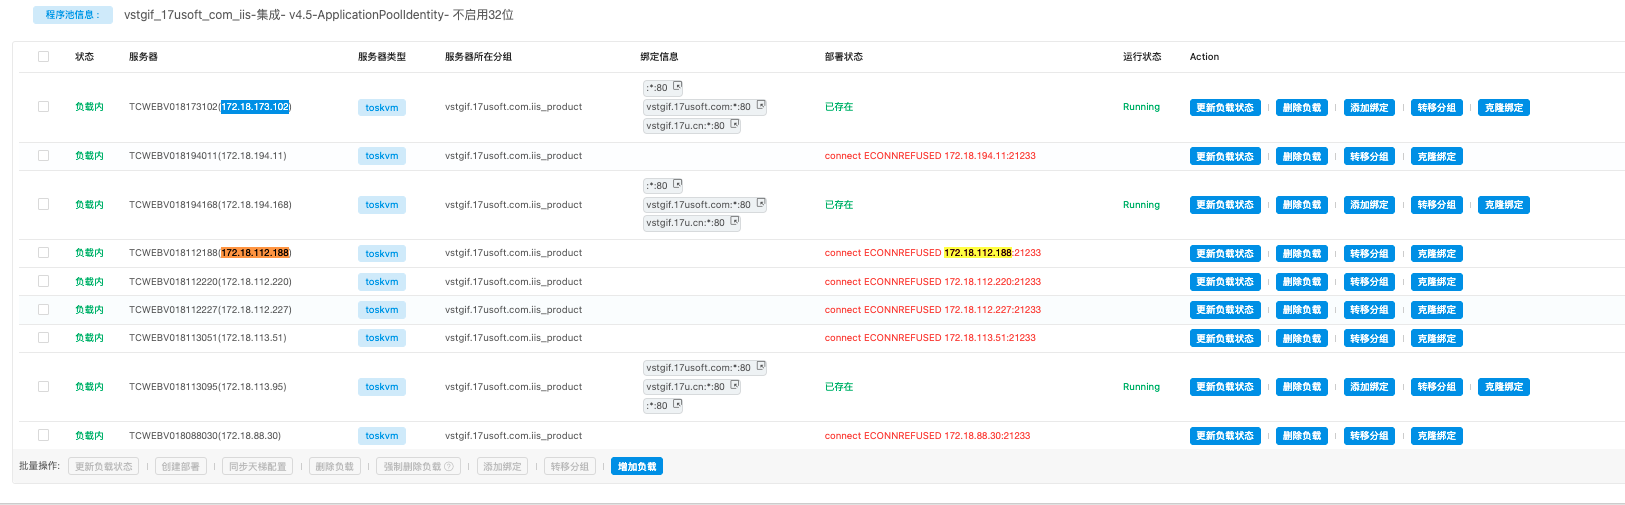 程序池信息： vstgif_17usoft_com_iis-集成- v4.5-ApplicationPoolIdentity- 不启用32位
状态 服务器 服务器类型 服务器所在分组 绑定信息 部署状态 运行状态 Action
:*:80
负载内 TCWEBV018173102(172.18.173.102) toskvm vstgif.17usoft.com.iis_product vstgif.17usoft.com:*:80 已存在 Running 更新负载状态 删除负载 添加绑定 转移分组 克隆绑定
vstgif.17u.cn:*:80
负载内 TCWEBV018194011(172.18.194.11) toskvm vstgif.17usoft.com.iis_product connect ECONNREFUSED 172.18.194.11:21233 更新负载状态 删除负载 转移分组 克隆绑定
:*:80
负载内 TCWEBV018194168(172.18.194.168) toskvm vstgif.17usoft.com.iis_product vstgif.17usoft.com:*:80 已存在 Running 更新负载状态 删除负载 添加绑定 转移分组 克隆绑定
vstgif.17u.cn:*:80
负载内 TCWEBV018112188(172.18.112.188) toskvm vstgif.17usoft.com.iis_product connect ECONNREFUSED 172.18.112.188:21233 更新负载状态 删除负载 转移分组 克隆绑定
负载内 TCWEBV018112220(172.18.112.220) toskvm vstgif.17usoft.com.iis_product connect ECONNREFUSED 172.18.112.220:21233 更新负载状态 删除负载 转移分组 克隆绑定
负载内 TCWEBV018112227(172.18.112.227) toskvm vstgif.17usoft.com.iis_product connect ECONNREFUSED 172.18.112.227:21233 更新负载状态 删除负载 转移分组 克隆绑定
负载内 TCWEBV018113051(172.18.113.51) toskvm vstgif.17usoft.com.iis_product connect ECONNREFUSED 172.18.113.51:21233 更新负载状态 删除负载 转移分组 克隆绑定
vstgif.17usoft.com:*:80
负载内 TCWEBV018113095(172.18.113.95) toskvm vstgif.17usoft.com.iis_product vstgif.17u.cn:*:80 已存在 Running 更新负载状态 删除负载 添加绑定 转移分组 克隆绑定
:*:80
负载内 TCWEBV018088030(172.18.88.30) toskvm vstgif.17usoft.com.iis_product connect ECONNREFUSED 172.18.88.30:21233 更新负载状态 删除负载 转移分组 克隆绑定
批量操作: 更新负载状态 创建部署 同步天梯配置 删除负载 强制删除负载 添加绑定 转移分组 增加负载